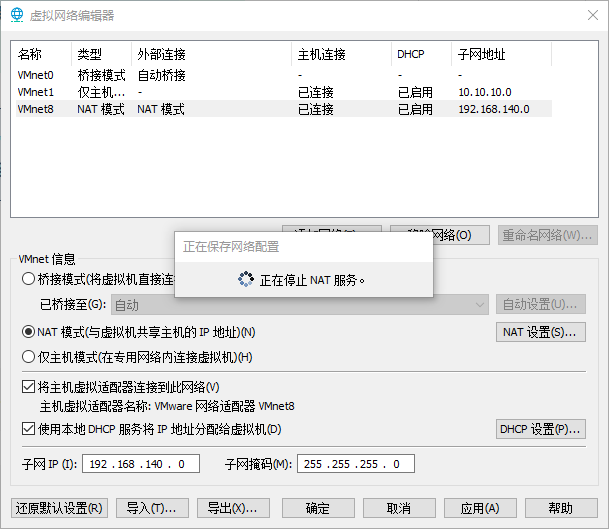 虚拟网络编辑器
名称 类型 外部连接 主机连接 DHCP 子网地址
VMnet0 桥接模式 自动桥接 - - -
VMnet1 仅主机... - 已连接 已启用 10.10.10.0
VMnet8 NAT 模式 NAT 模式 已连接 已启用 192.168.140.0
网络(O) 重命名网络(W)...
正在保存网络配置
正在停止 NAT 服务。
VMnet 信息
桥接模式(将虚拟机直接连
已桥接至(G): 自动 自动设置(U)...
NAT 模式(与虚拟机共享主机的 IP 地址)(N) NAT 设置(S)...
仅主机模式(在专用网络内连接虚拟机)(H)
将主机虚拟适配器连接到此网络(V)
主机虚拟适配器名称: VMware 网络适配器 VMnet8
使用本地 DHCP 服务将 IP 地址分配给虚拟机(D) DHCP 设置(P)...
子网 IP (I): 192 .168 .140 . 0 子网掩码(M): 255 .255 .255 . 0
还原默认设置(R) 导入(T)... 导出(X)... 确定 取消 应用(A) 帮助